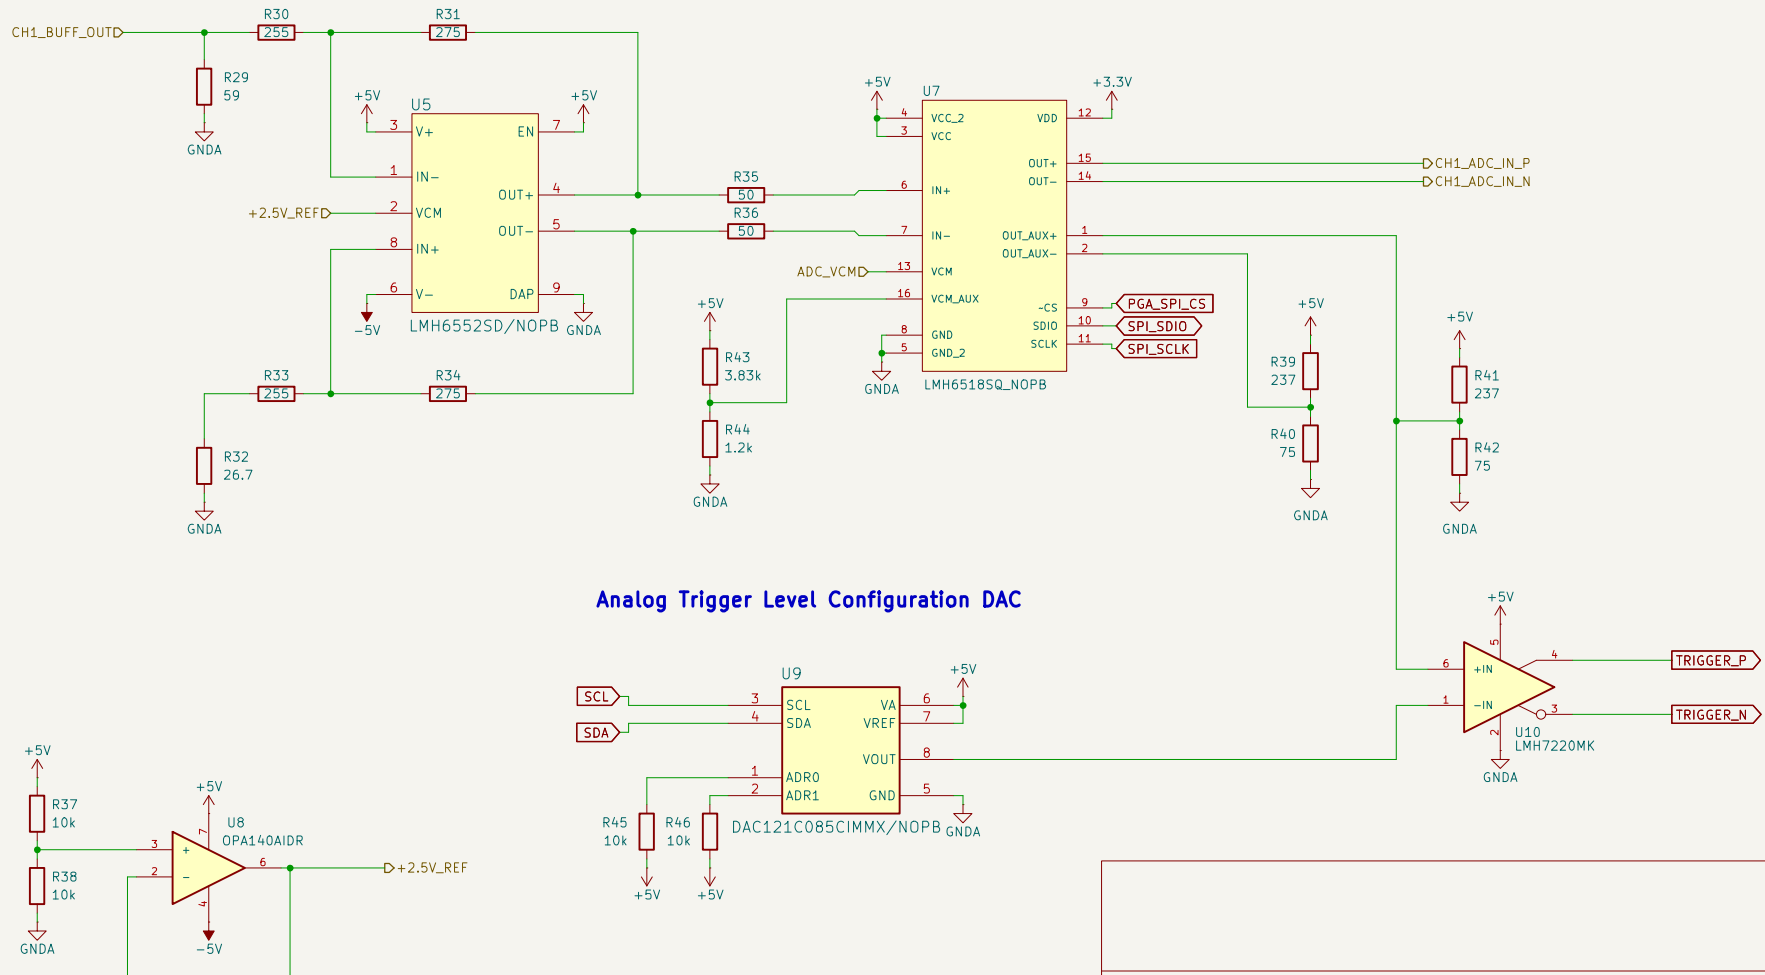 CH1_BUFF_OUT
R30
255
R31
275
R29
59
GNDA
+5V
U5
+5V
3
V+
EN
7
1
IN-
+2.5V_REF
2
VCM
OUT+
4
OUT-
5
8
IN+
6
V-
DAP
9
-5V
LMH6552SD/NOPB
GNDA
R33
255
R34
275
R32
26.7
GNDA
R35
50
R36
50
+5V
U7
+3.3V
4
VCC_2
VDD
12
3
VCC
OUT+
15
CH1_ADC_IN_P
OUT-
14
CH1_ADC_IN_N
6
IN+
7
IN-
OUT_AUX+
1
OUT_AUX-
2
ADC_VCM
13
VCM
16
VCM_AUX
~CS
9
PGA_SPI_CS
SDIO
10
SPI_SDIO
8
GND
SCLK
11
SPI_SCLK
5
GND_2
GNDA
LMH6518SQ_NOPB
+5V
R43
3.83k
R44
1.2k
GNDA
+5V
R39
237
R40
75
GNDA
+5V
R41
237
R42
75
GNDA
Analog Trigger Level Configuration DAC
+5V
5
6
+IN
4
TRIGGER_P
1
-IN
3
TRIGGER_N
2
U10
LMH7220MK
GNDA
U9
+5V
SCL
3
SCL
VA
6
SDA
4
SDA
VREF
7
VOUT
8
1
ADR0
2
ADR1
GND
5
R45
10k
R46
10k
DAC121C085CIMMX/NOPB
GNDA
+5V
+5V
+5V
R37
10k
R38
10k
GNDA
+5V
7
U8
OPA140AIDR
3
+
6
+2.5V_REF
2
-
4
-5V